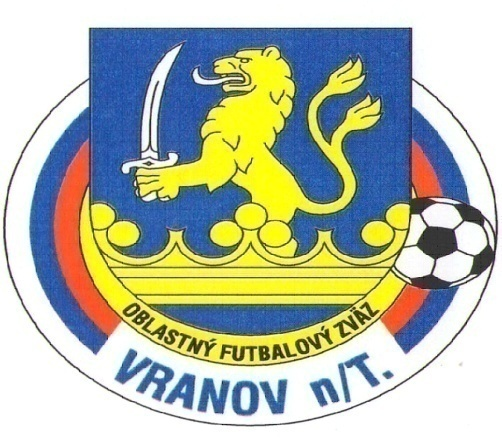 OBLASTNÝ FUTBALOVÝ ZVÄZ
VRANOV n/T.